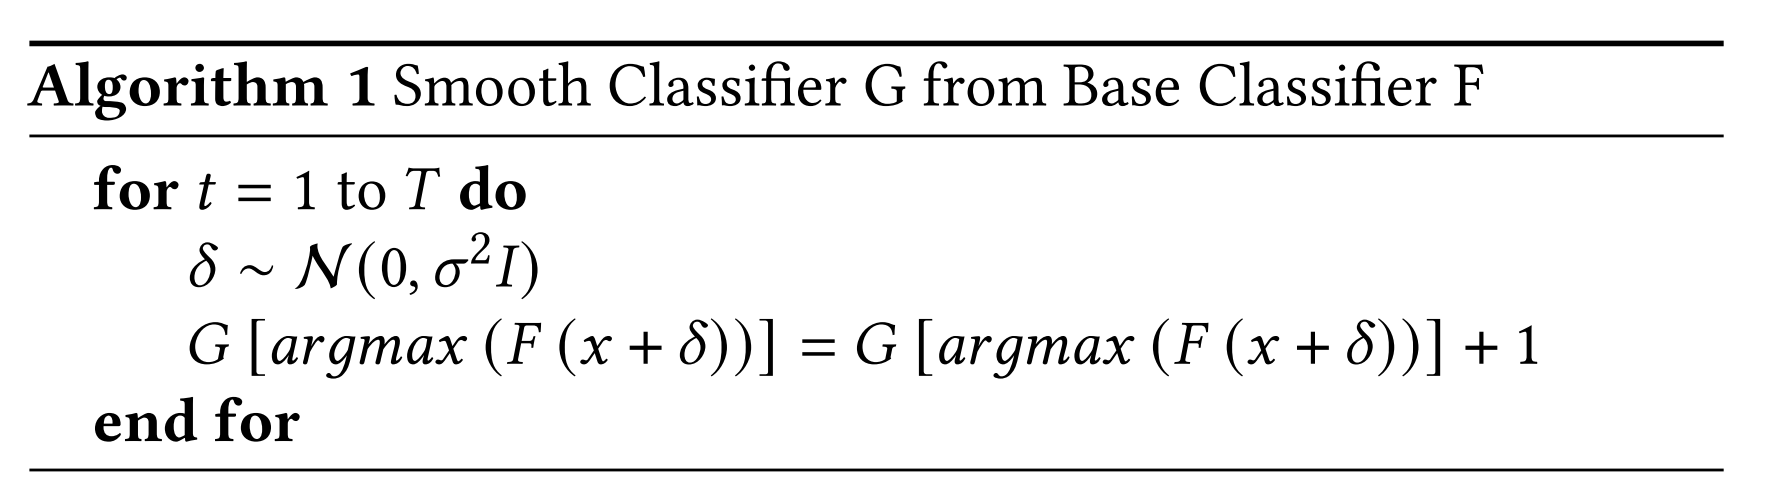 Algorithm 1 Smooth Classifier G from Base Classifier F
for t = 1 to T do
δ ∼ 𝒩(0, σ²I)
G [argmax (F (x + δ))] = G [argmax (F (x + δ))] + 1
end for